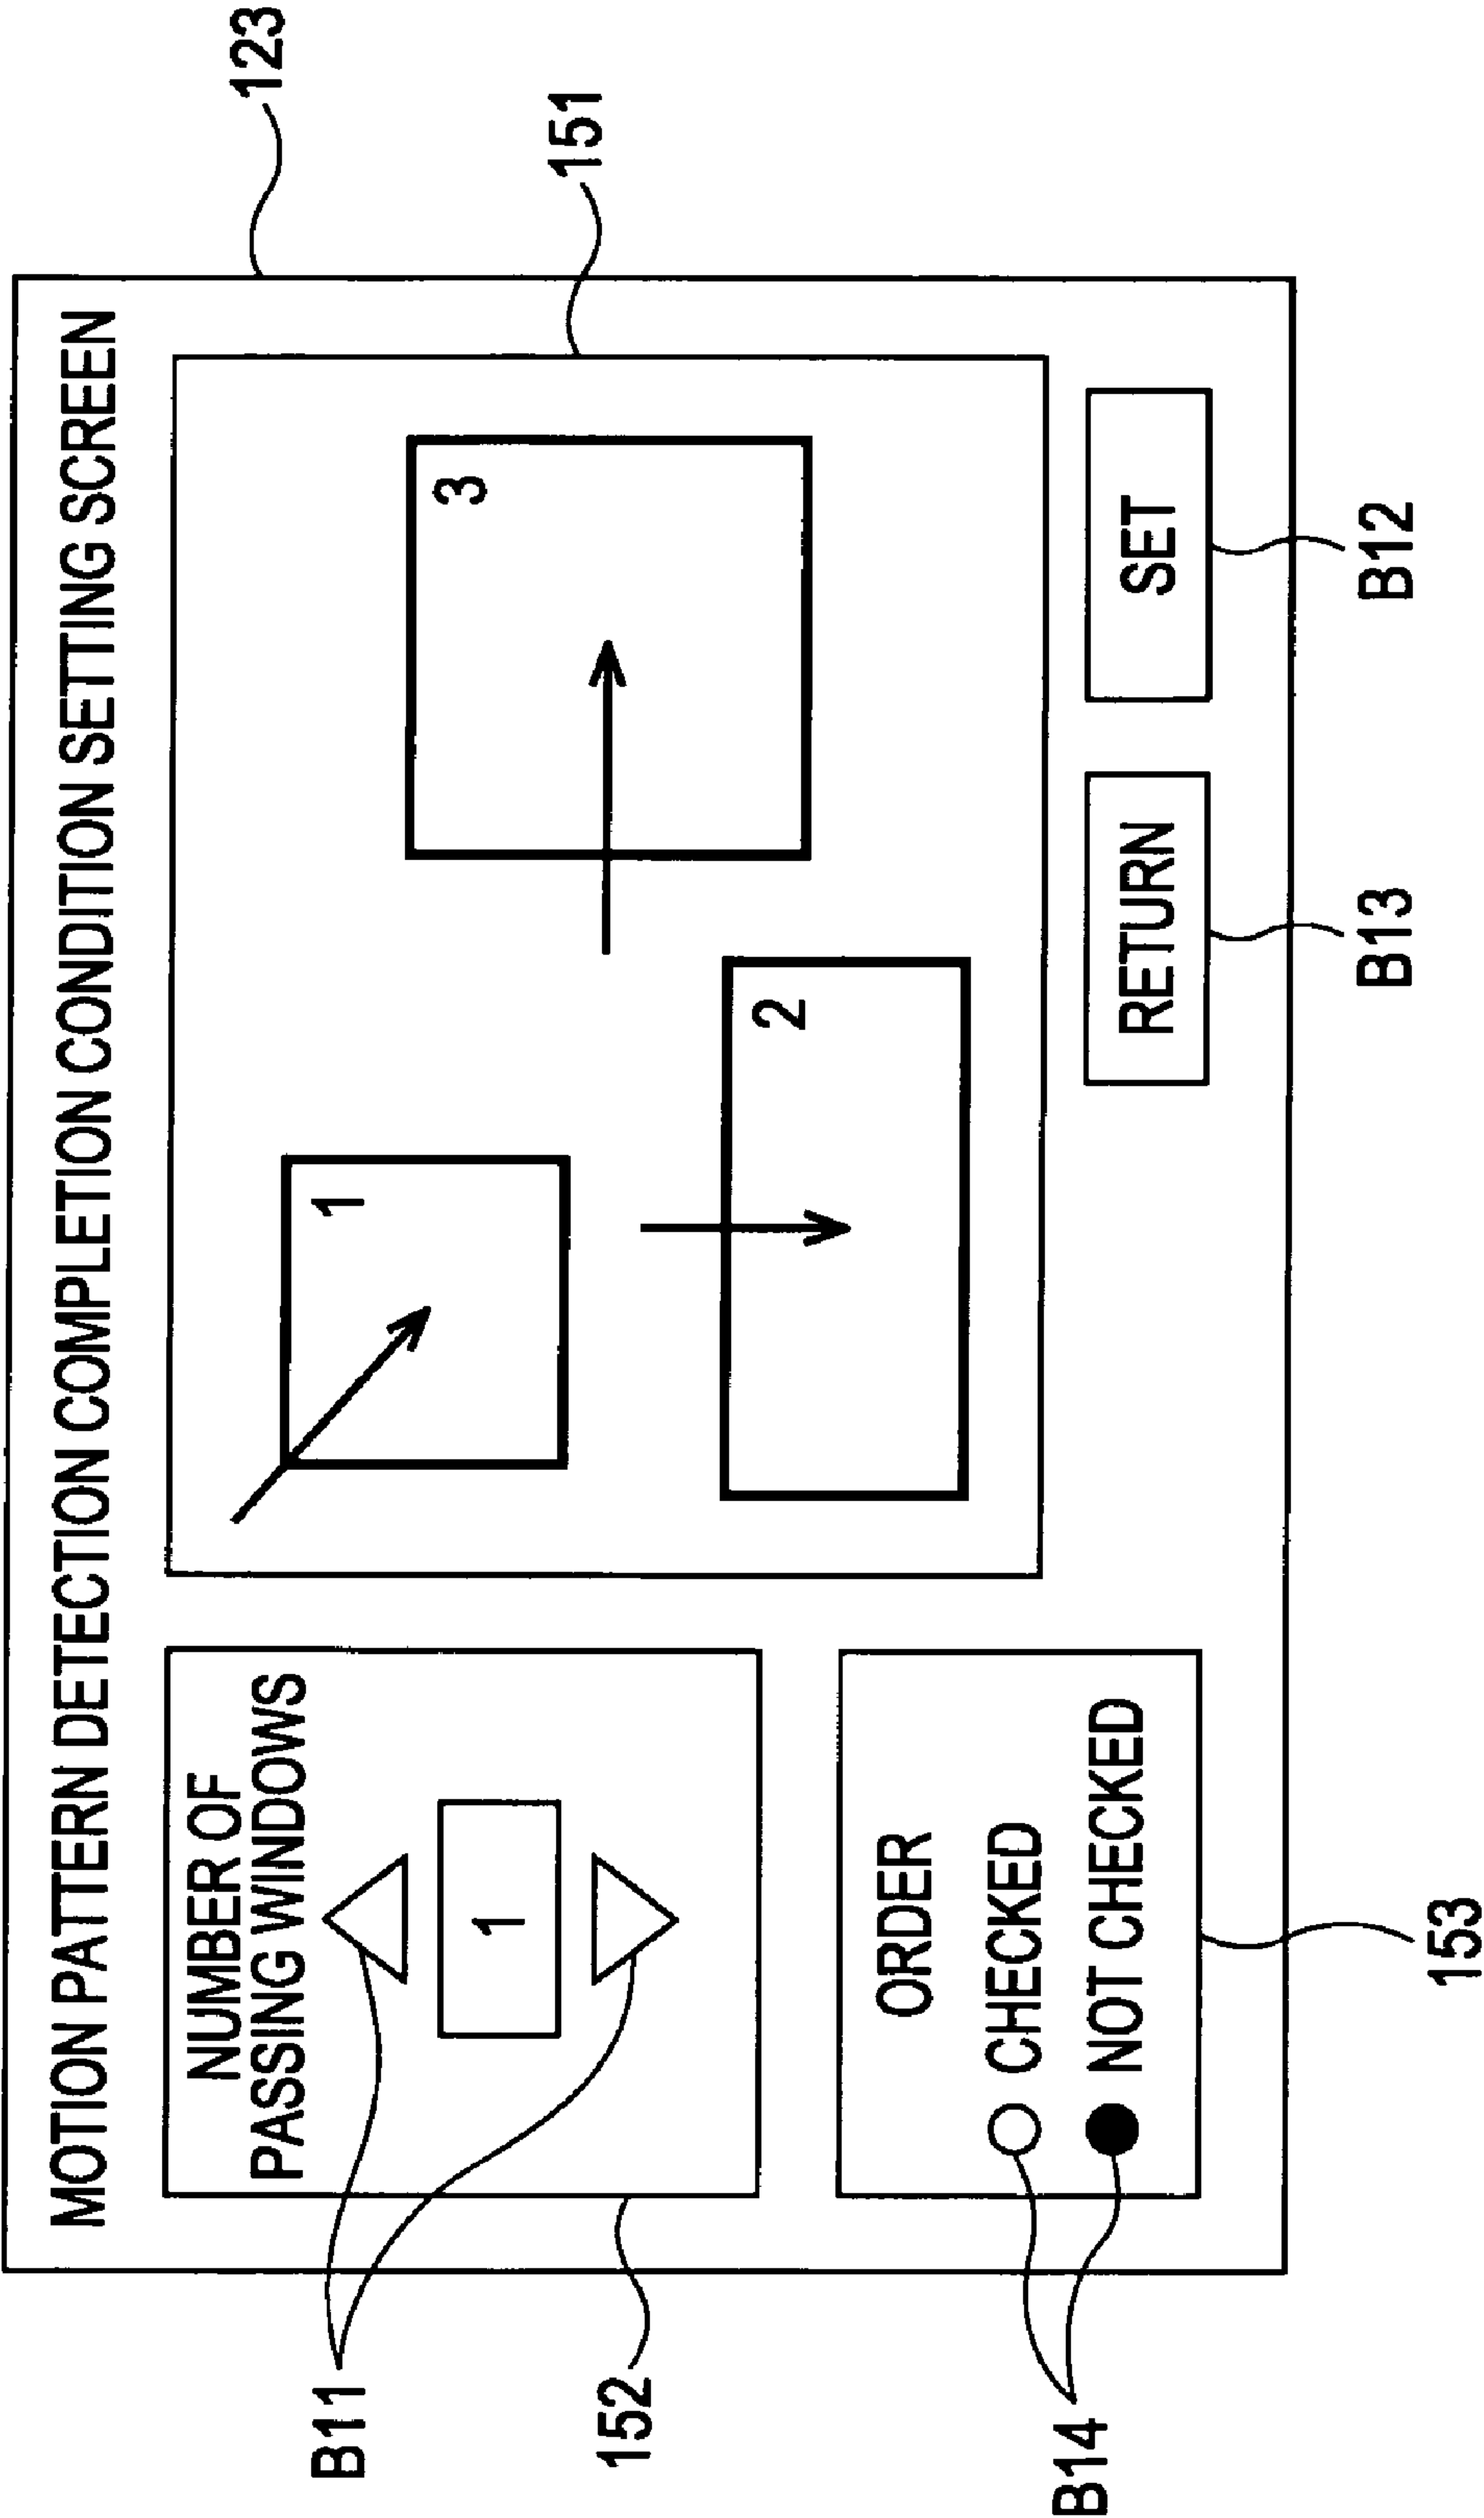 MOTION PATTERN DETECTION COMPLETION CONDITION SETTING SCREEN
123
NUMBER OF
PASSING WINDOWS
1
B11
152
1
2
3
151
ORDER
CHECKED
NOT CHECKED
B14
153
RETURN
SET
B13
B12